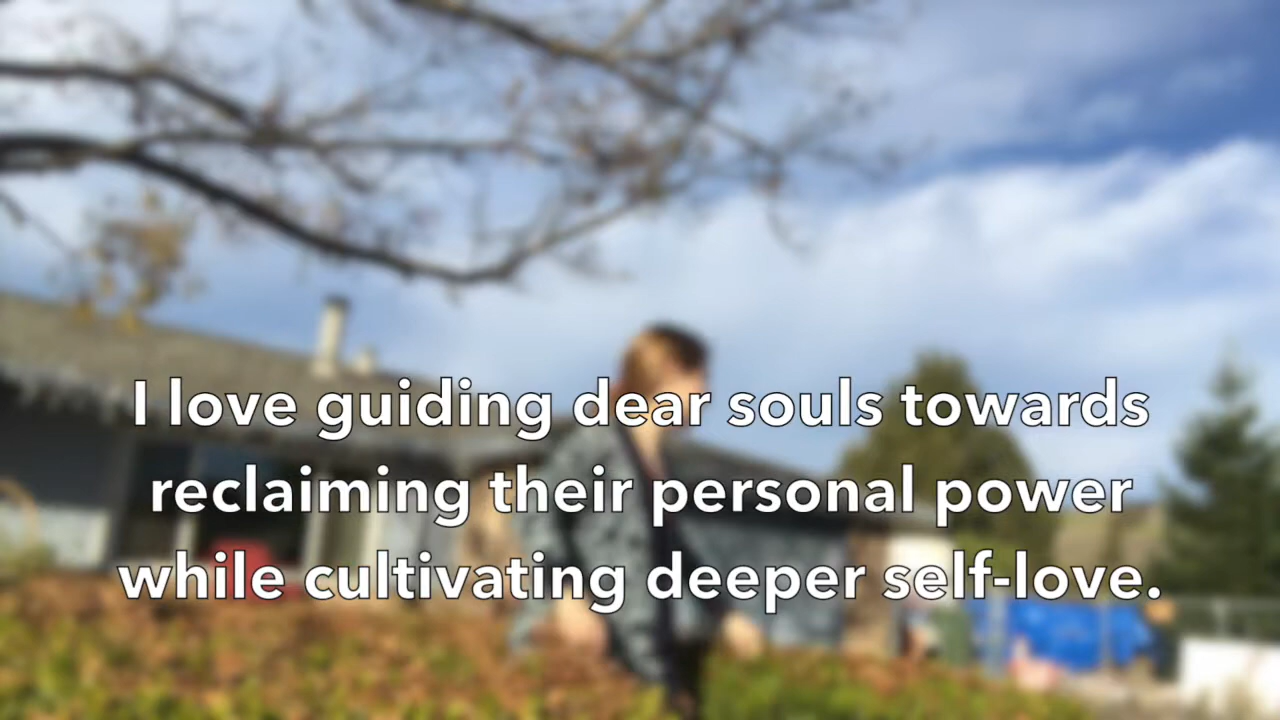 I love guiding dear souls towards
reclaiming their personal power
while cultivating deeper self-love.